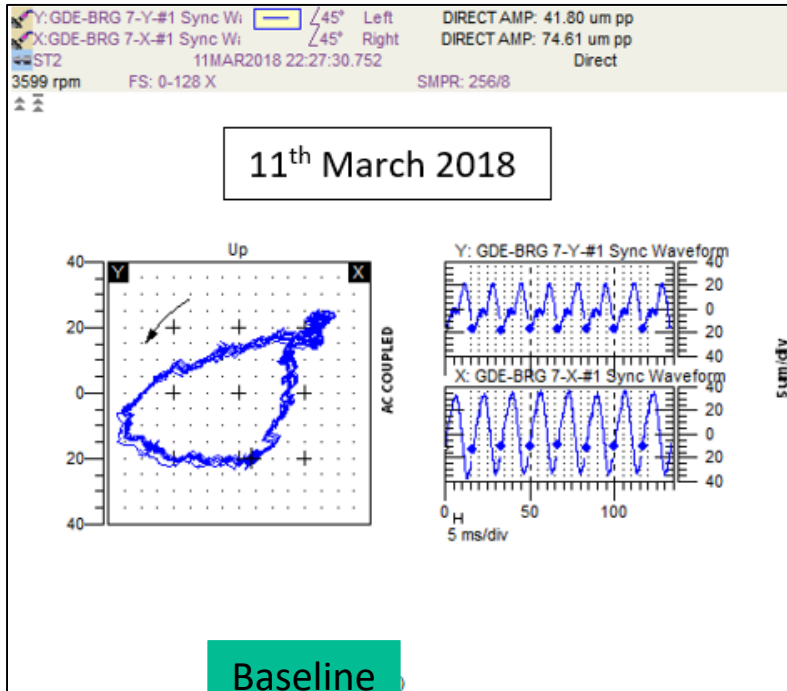 Y:GDE-BRG 7-Y-#1 Sync Wa ∠45° Left DIRECT AMP: 41.80 um pp
X:GDE-BRG 7-X-#1 Sync Wa ∠45° Right DIRECT AMP: 74.61 um pp
ST2 11MAR2018 22:27:30.752 Direct
3599 rpm FS: 0-128 X SMPR: 256/8
11th March 2018
Up
Y X
40
20
0
20
40
AC COUPLED
Y: GDE-BRG 7-Y-#1 Sync Waveform
40
20
0
20
40
X: GDE-BRG 7-X-#1 Sync Waveform
40
20
0
20
40
5 um/div
0 H 50 100
5 ms/div
Baseline